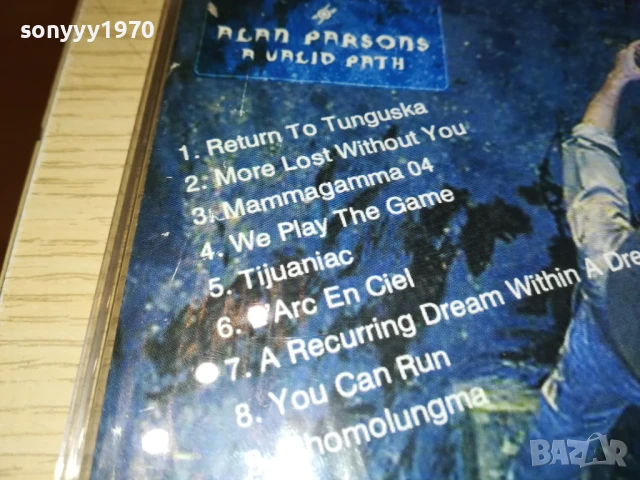 sonyyy1970
ALAN PARSONS
A VALID PATH
1. Return To Tunguska
2. More Lost Without You
3. Mammagamma 04
4. We Play The Game
5. Tijuaniac
6. Arc En Ciel
7. A Recurring Dream Within A Dre
8. You Can Run
homolungma
BAZAR